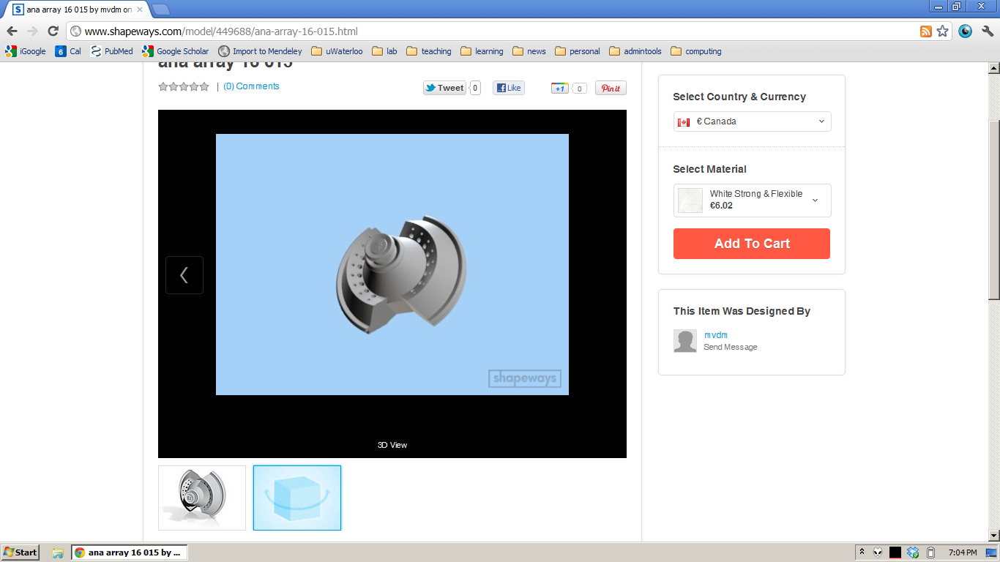 ana array 16 015 by mvdm on
www.shapeways.com/model/449688/ana-array-16-015.html
iGoogle
6 Cal
PubMed
Google Scholar
Import to Mendeley
uWaterloo
lab
teaching
learning
news
personal
admintools
computing
ana array 16 015
| (0) Comments
Tweet 0
Like
+1 0
Pin it
shapeways
3D View
Select Country & Currency
€ Canada
Select Material
White Strong & Flexible
€6.02
Add To Cart
This Item Was Designed By
mvdm
Send Message
Start
ana array 16 015 by ...
7:04 PM